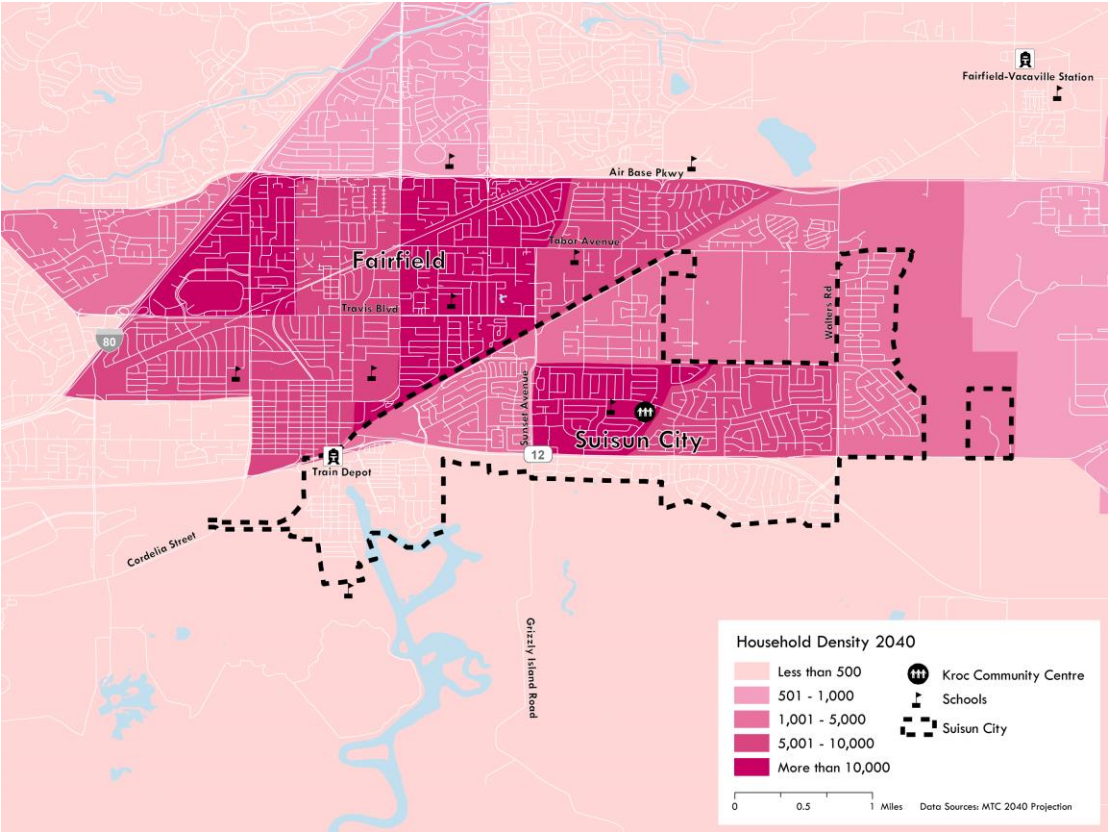 Fairfield-Vacaville Station
Air Base Pkwy
Tabor Avenue
Fairfield
Travis Blvd
Walters Rd
80
Sunset Avenue
Suisun City
12
Train Depot
Cordelia Street
Grizzly Island Road
Household Density 2040
Less than 500
501 - 1,000
1,001 - 5,000
5,001 - 10,000
More than 10,000
Kroc Community Centre
Schools
Suisun City
0 0.5 1 Miles
Data Sources: MTC 2040 Projection